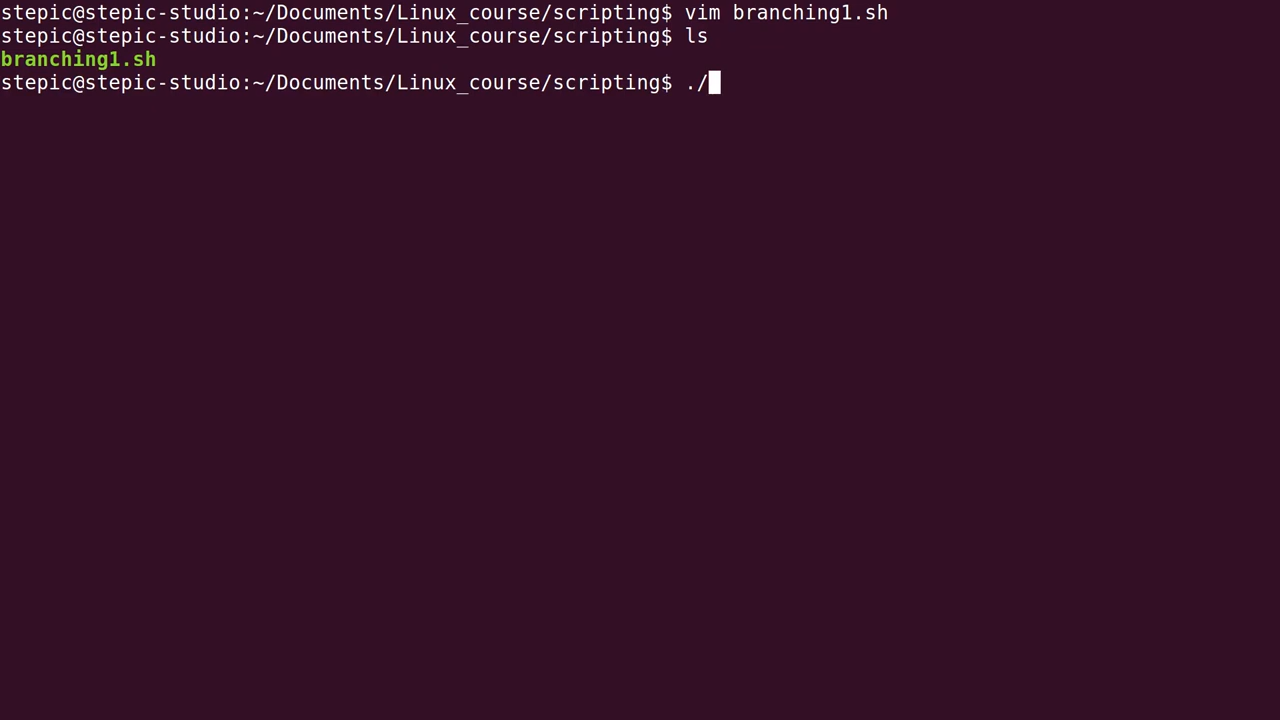 stepic@stepic-studio:~/Documents/Linux_course/scripting$ vim branching1.sh
stepic@stepic-studio:~/Documents/Linux_course/scripting$ ls
branching1.sh
stepic@stepic-studio:~/Documents/Linux_course/scripting$ ./